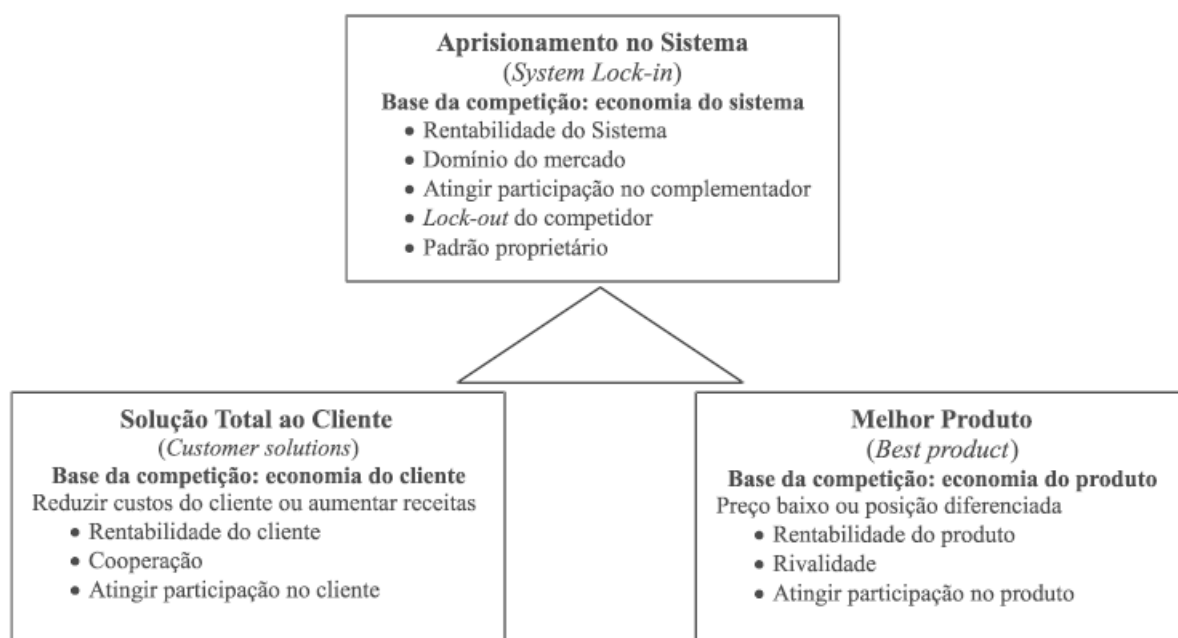 Aprisionamento no Sistema
(System Lock-in)
Base da competição: economia do sistema
• Rentabilidade do Sistema
• Domínio do mercado
• Atingir participação no complementador
• Lock-out do competidor
• Padrão proprietário
Solução Total ao Cliente
(Customer solutions)
Base da competição: economia do cliente
Reduzir custos do cliente ou aumentar receitas
• Rentabilidade do cliente
• Cooperação
• Atingir participação no cliente
Melhor Produto
(Best product)
Base da competição: economia do produto
Preço baixo ou posição diferenciada
• Rentabilidade do produto
• Rivalidade
• Atingir participação no produto